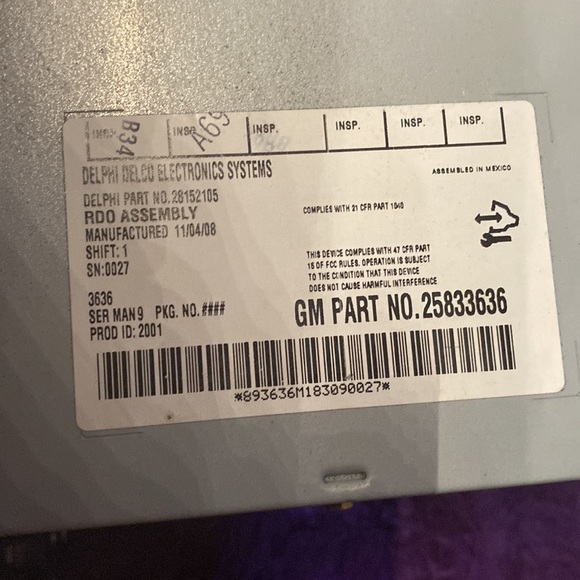 B34 INSP. A69 INSP. INSP. INSP. INSP.
DELPHI DELCO ELECTRONICS SYSTEMS
ASSEMBLED IN MEXICO
DELPHI PART NO. 28152105
RDO ASSEMBLY
MANUFACTURED 11/04/08
SHIFT: 1
SN:0027
COMPLIES WITH 21 CFR PART 1040
THIS DEVICE COMPLIES WITH 47 CFR PART
15 OF FCC RULES. OPERATION IS SUBJECT
TO THE CONDITION THAT THIS DEVICE
DOES NOT CAUSE HARMFUL INTERFERENCE
3636
SER MAN 9 PKG. NO. ####
PROD ID: 2001
GM PART NO. 25833636
*893636M183090027*